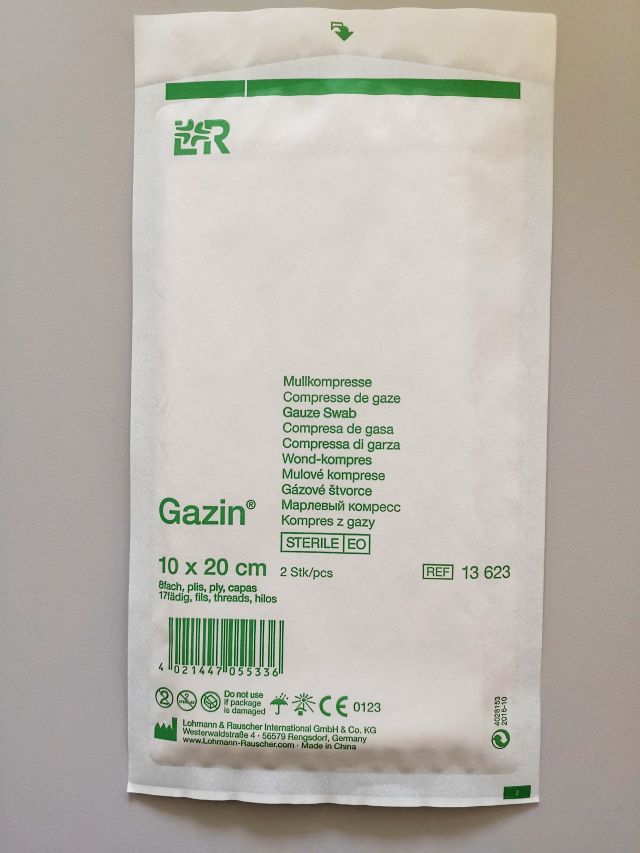 L&R
Mullkompresse
Compresse de gaze
Gauze Swab
Compresa de gasa
Compressa di garza
Wond-kompres
Mulové komprese
Gázové štvorce
Марлевый компресс
Kompres z gazy
Gazin®
STERILE EO
10 x 20 cm
2 Stk/pcs
REF 13 623
8fach, plis, ply, capas
17fädig, fils, threads, hilos
4 021447 055336
2
Do not use
if package
is damaged
CE 0123
Lohmann & Rauscher International GmbH & Co. KG
Westerwaldstraße 4 · 56579 Rengsdorf, Germany
www.Lohmann-Rauscher.com · Made in China
4026153
2016-10
2